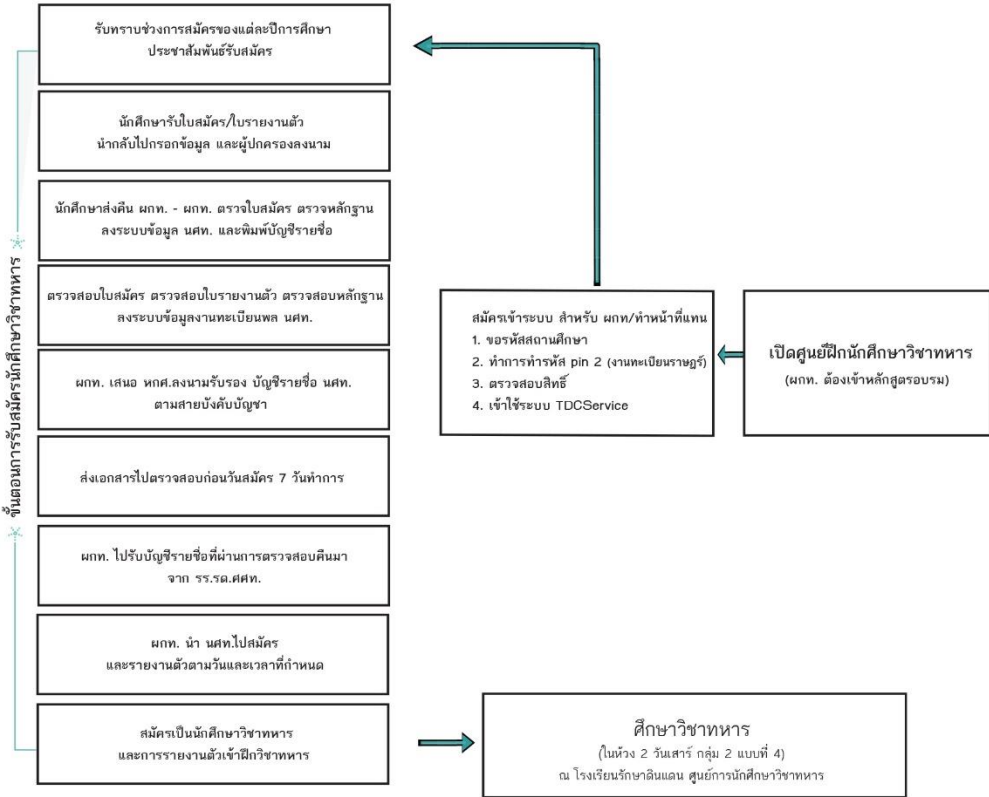 รับทราบช่วงการสมัครของแต่ละปีการศึกษา
ประชาสัมพันธ์รับสมัคร
นักศึกษารับใบสมัคร/ใบรายงานตัว
นำกลับไปกรอกข้อมูล และผู้ปกครองลงนาม
นักศึกษาส่งคืน ผกท. - ผกท. ตรวจใบสมัคร ตรวจหลักฐาน
ลงระบบข้อมูล นศท. และพิมพ์บัญชีรายชื่อ
ตรวจสอบใบสมัคร ตรวจสอบใบรายงานตัว ตรวจสอบหลักฐาน
ลงระบบข้อมูลงานทะเบียนพล นศท.
ผกท. เสนอ หกศ.ลงนามรับรอง บัญชีรายชื่อ นศท.
ตามสายบังคับบัญชา
ส่งเอกสารไปตรวจสอบก่อนวันสมัคร 7 วันทำการ
ผกท. ไปรับบัญชีรายชื่อที่ผ่านการตรวจสอบคืนมา
จาก รร.รด.ศศท.
ผกท. นำ นศท.ไปสมัคร
และรายงานตัวตามวันและเวลาที่กำหนด
สมัครเป็นนักศึกษาวิชาทหาร
และการรายงานตัวเข้าฝึกวิชาทหาร
ขั้นตอนการรับสมัครนักศึกษาวิชาทหาร
สมัครเข้าระบบ สำหรับ ผกท/ทำหน้าที่แทน
1. ขอรหัสสถานศึกษา
2. ทำการทำรหัส pin 2 (งานทะเบียนราษฎร์)
3. ตรวจสอบสิทธิ์
4. เข้าใช้ระบบ TDCService
เปิดศูนย์ฝึกนักศึกษาวิชาทหาร
(ผกท. ต้องเข้าหลักสูตรอบรม)
ศึกษาวิชาทหาร
(ในห้วง 2 วันเสาร์ กลุ่ม 2 แบบที่ 4)
ณ โรงเรียนรักษาดินแดน ศูนย์การนักศึกษาวิชาทหาร